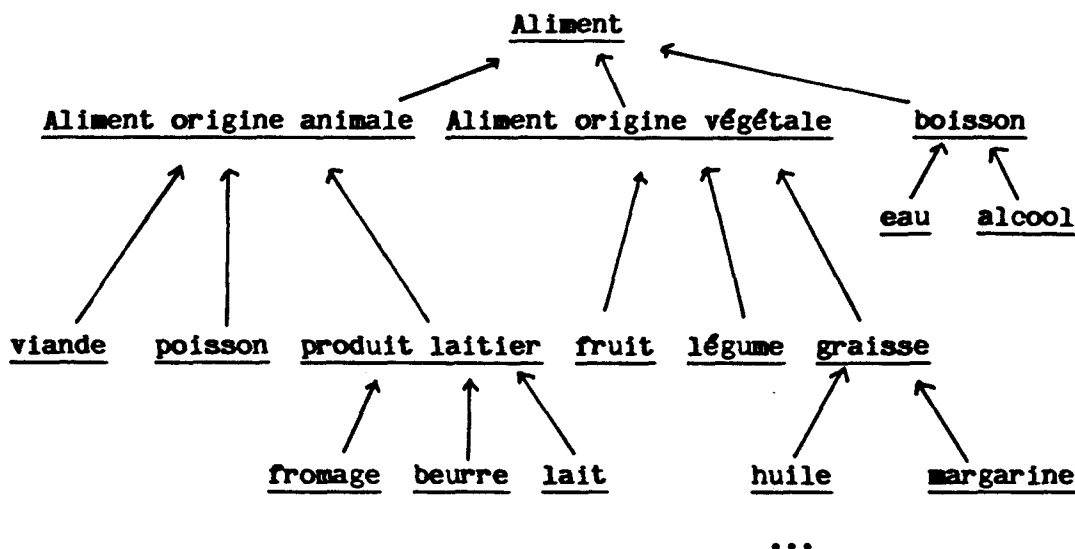 Aliment
Aliment origine animale Aliment origine végétale boisson
eau alcool
viande poisson produit laitier fruit légume graisse
fromage beurre lait huile margarine
...